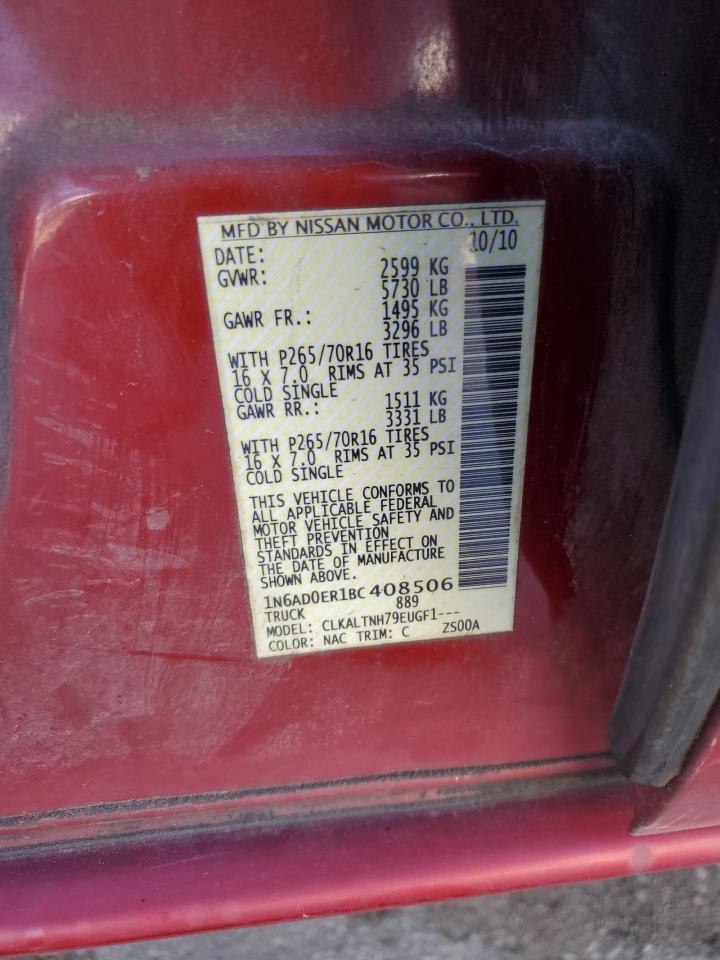 MFD BY NISSAN MOTOR CO., LTD.
DATE: 10/10
GVWR: 2599 KG
5730 LB
GAWR FR.: 1495 KG
3296 LB
WITH P265/70R16 TIRES
16 X 7.0 RIMS AT 35 PSI
COLD SINGLE
GAWR RR.: 1511 KG
3331 LB
WITH P265/70R16 TIRES
16 X 7.0 RIMS AT 35 PSI
COLD SINGLE
THIS VEHICLE CONFORMS TO
ALL APPLICABLE FEDERAL
MOTOR VEHICLE SAFETY AND
THEFT PREVENTION
STANDARDS IN EFFECT ON
THE DATE OF MANUFACTURE
SHOWN ABOVE.
1N6AD0ER1BC408506
TRUCK 889
MODEL: CLKALTNH79EUGF1---
COLOR: NAC TRIM: C ZS00A